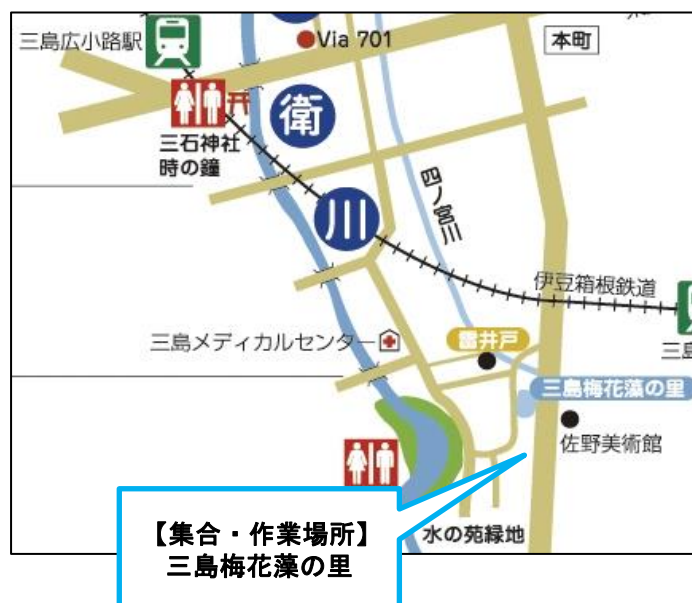 三島広小路駅
Via 701
本町
三石神社
時の鐘
衛
川
四ノ宮川
伊豆箱根鉄道
三島
三島メディカルセンター
雷井戸
三島梅花藻の里
佐野美術館
水の苑緑地
【集合・作業場所】
三島梅花藻の里